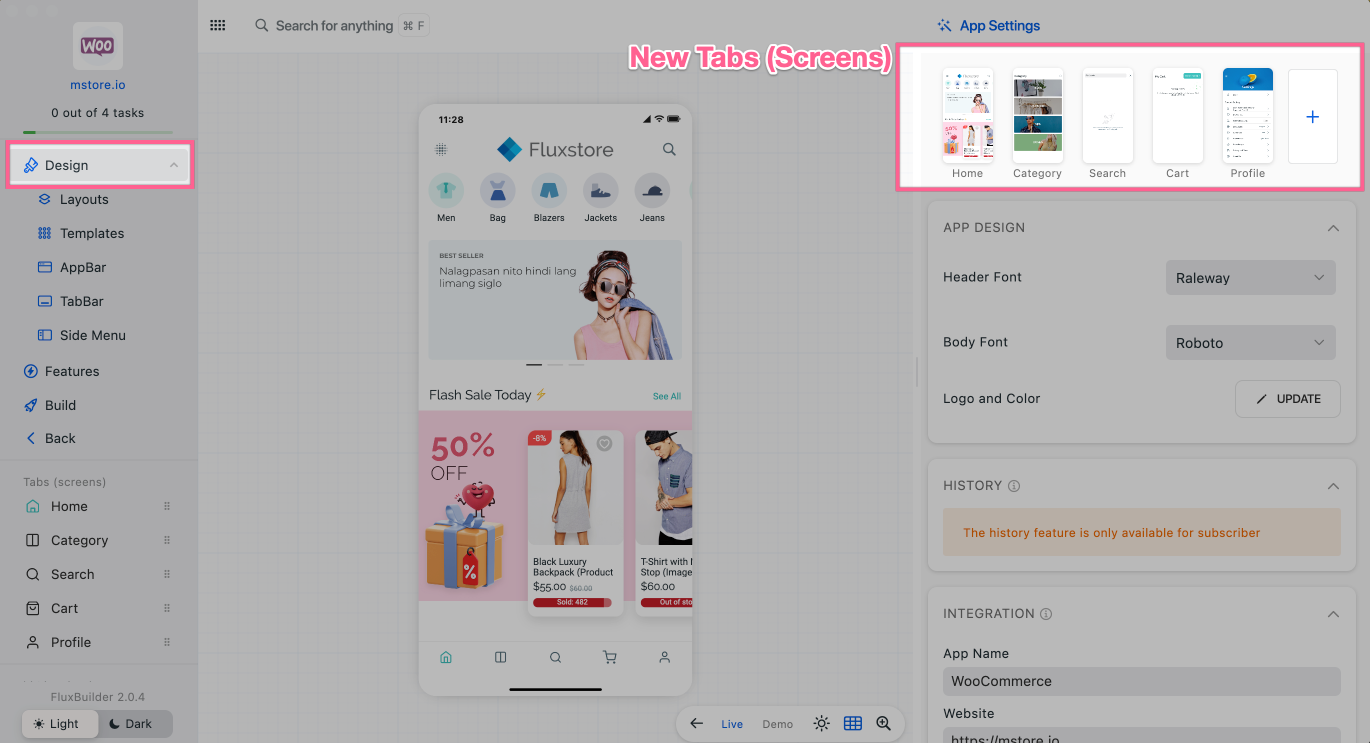 WOO
mstore.io
0 out of 4 tasks
Design
Layouts
Templates
AppBar
TabBar
Side Menu
Features
Build
Back
Tabs (screens)
Home
Category
Search
Cart
Profile
FluxBuilder 2.0.4
Light
Dark
Search for anything
⌘ F
11:28
Fluxstore
Men
Bag
Blazers
Jackets
Jeans
BEST SELLER
Nalagpasan nito hindi lang
limang siglo
Flash Sale Today ⚡
See All
50%
OFF
%
-8%
Black Luxury
Backpack (Product
$55.00 $60.00
Sold: 482
T-Shirt with
Stop (Image
$60.00
Out of sto
Live
Demo
App Settings
New Tabs (Screens)
Home
Category
Search
Cart
Profile
+
APP DESIGN
Header Font
Raleway
Body Font
Roboto
Logo and Color
UPDATE
HISTORY
The history feature is only available for subscriber
INTEGRATION
App Name
WooCommerce
Website
https://mstore.io